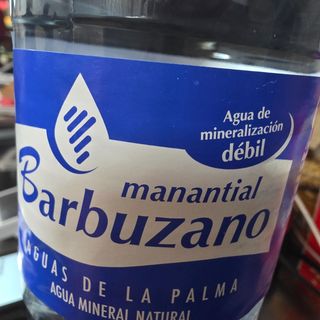 Agua de
mineralización
débil
manantial
Barbuzano
AGUAS DE LA PALMA
AGUA MINERAL NATURAL